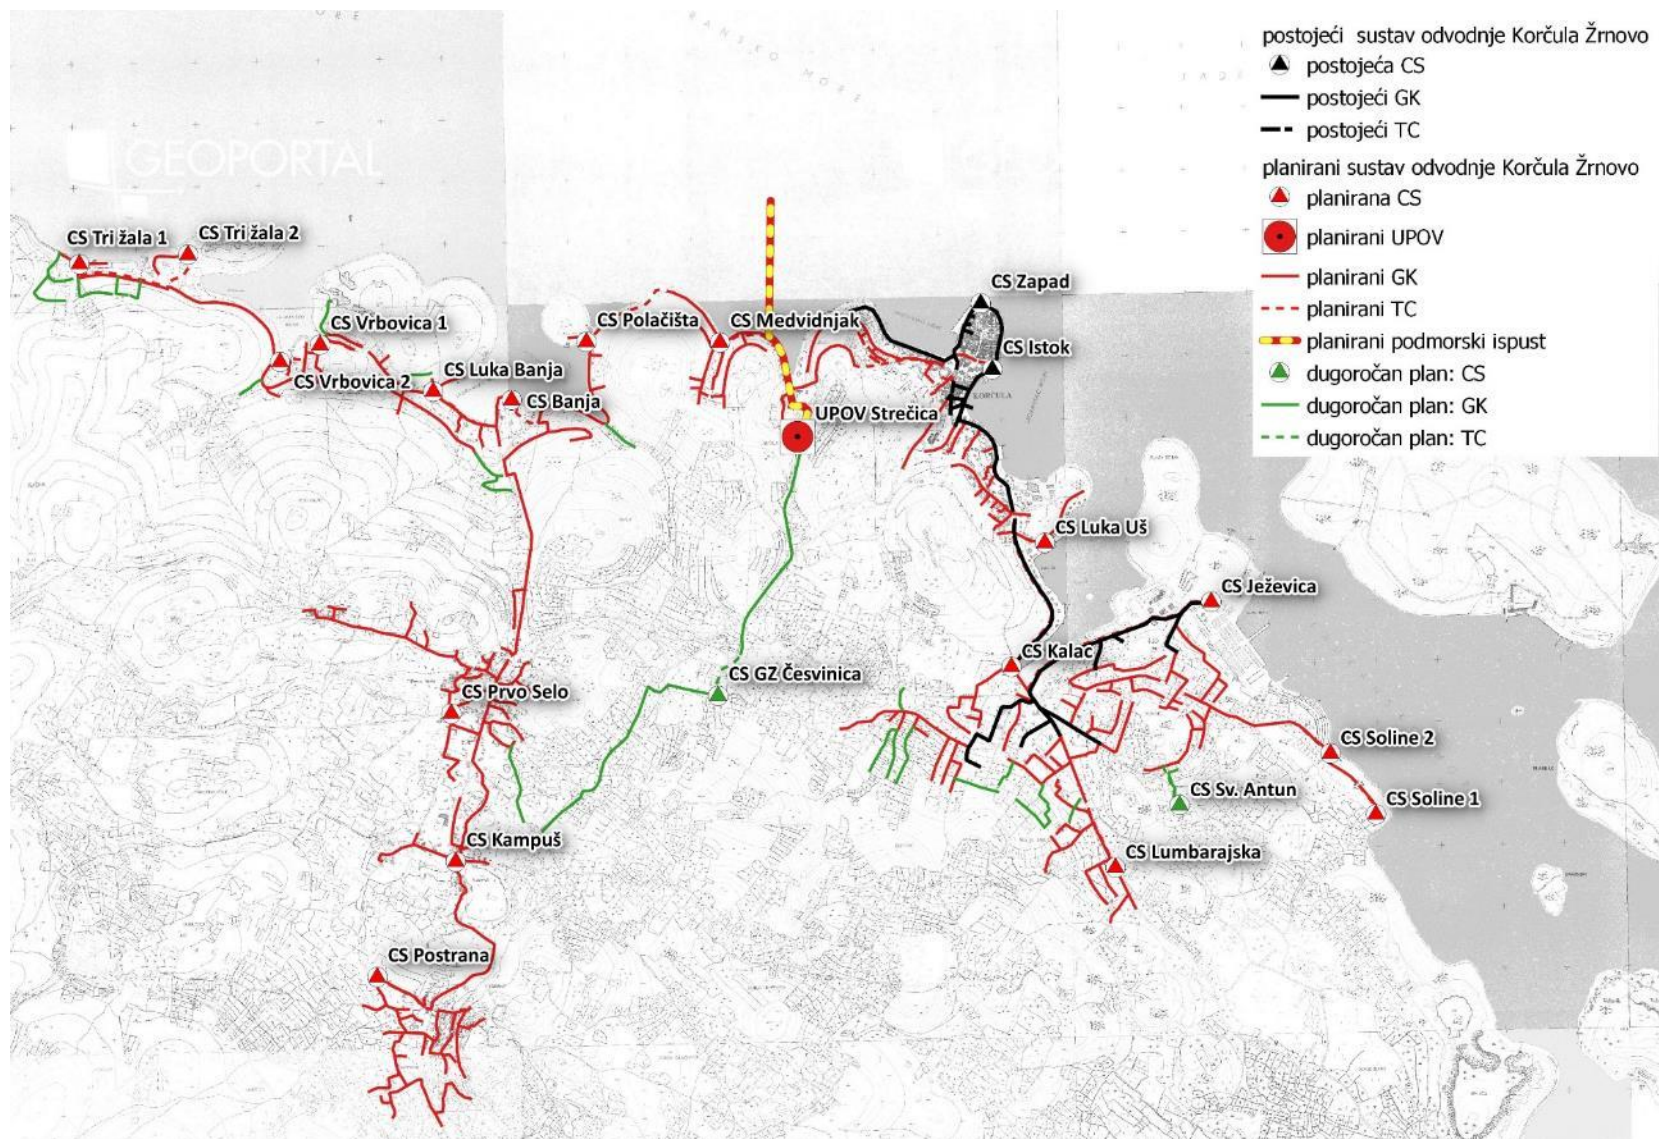 postojeći sustav odvodnje Korčula Žrnovo
postojeća CS
postojeći GK
postojeći TC
planirani sustav odvodnje Korčula Žrnovo
planirana CS
planirani UPOV
planirani GK
planirani TC
planirani podmorski ispust
dugoročan plan: CS
dugoročan plan: GK
dugoročan plan: TC
GEOPORTAL
CS Tri žala 1
CS Tri žala 2
CS Zapad
CS Vrbovica 1
CS Polačišta
CS Medvidnjak
CS Istok
CS Vrbovica 2
CS Luka Banja
CS Banja
KORČULA
UPOV Strečica
CS Luka Uš
CS Ježevica
CS Kalac
CS GZ Česvinica
CS Prvo Selo
CS Soline 2
CS Sv. Antun
CS Soline 1
CS Kampuš
CS Lumbarajska
CS Postrana